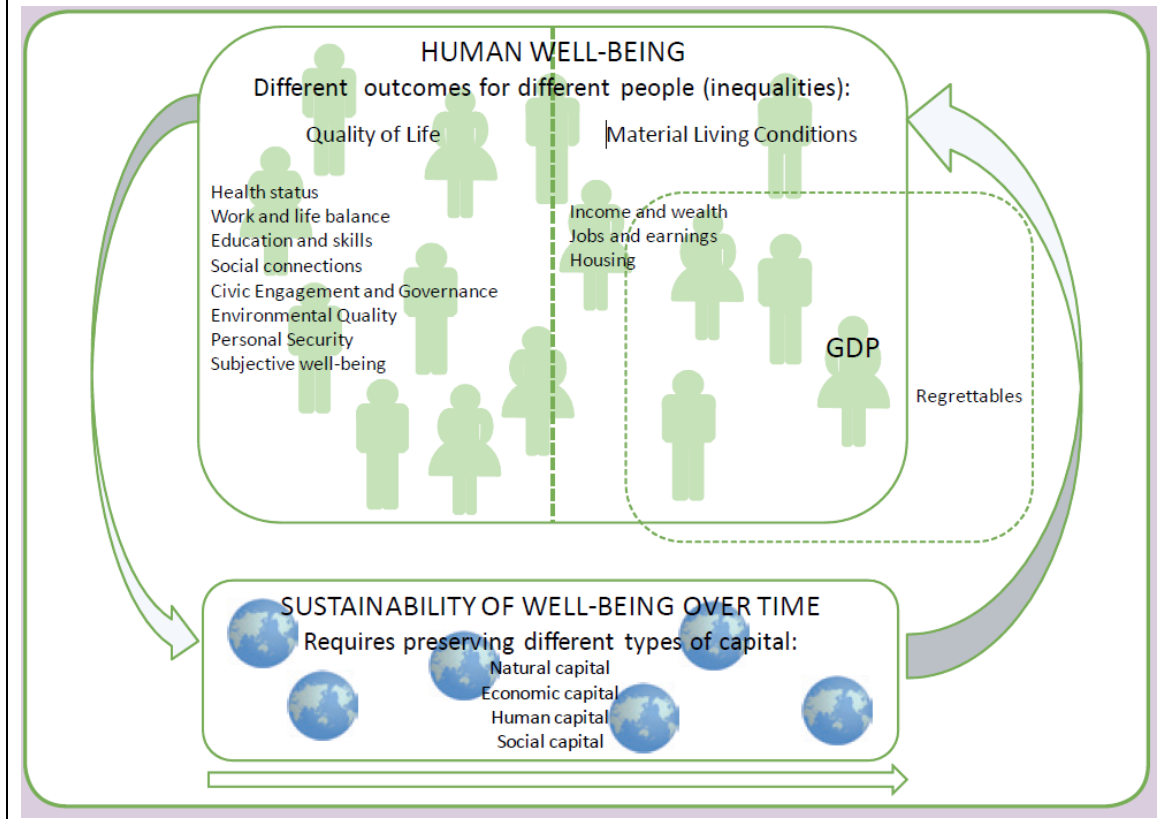 HUMAN WELL-BEING
Different outcomes for different people (inequalities):
Quality of Life
Material Living Conditions
Health status
Work and life balance
Education and skills
Social connections
Civic Engagement and Governance
Environmental Quality
Personal Security
Subjective well-being
Income and wealth
Jobs and earnings
Housing
GDP
Regrettables
SUSTAINABILITY OF WELL-BEING OVER TIME
Requires preserving different types of capital:
Natural capital
Economic capital
Human capital
Social capital